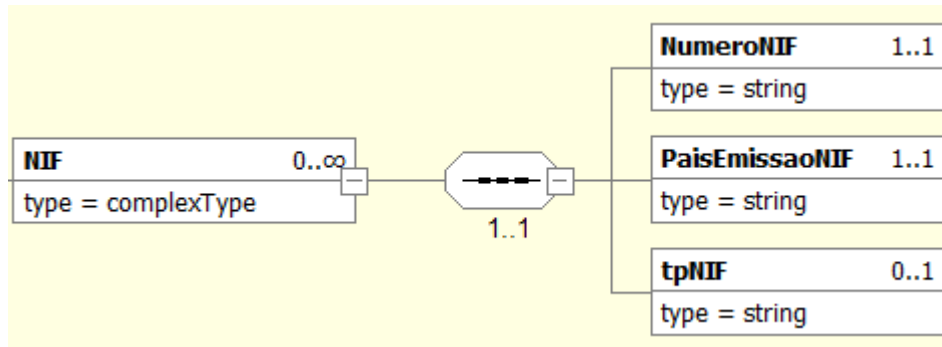 NumeroNIF 1..1
type = string
NIF 0..∞
type = complexType
1..1
PaisEmissaoNIF 1..1
type = string
tpNIF 0..1
type = string